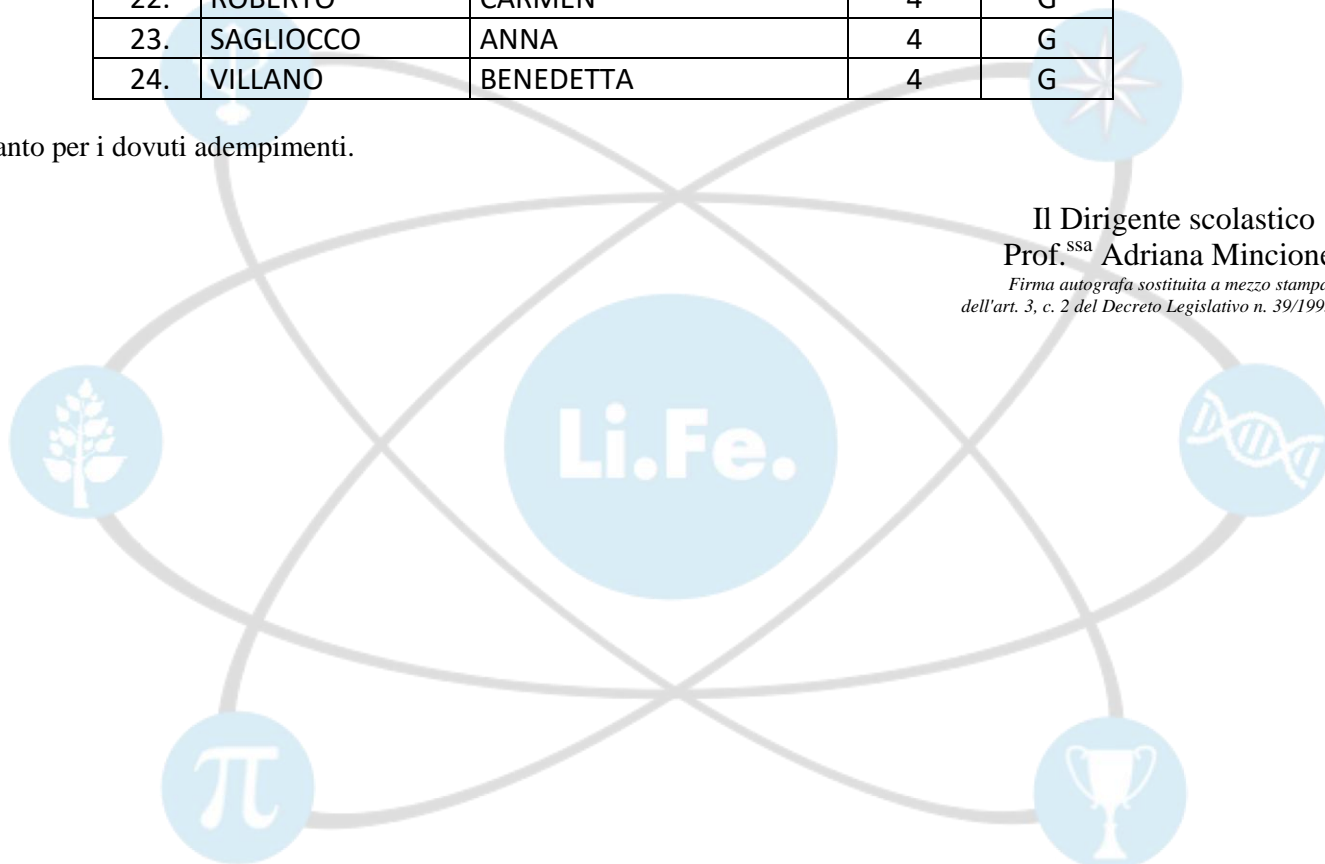 22. ROBERTO CARMEN 4 G
23. SAGLIOCCO ANNA 4 G
24. VILLANO BENEDETTA 4 G
anto per i dovuti adempimenti.
Il Dirigente scolastico
Prof.ssa Adriana Mincione
Firma autografa sostituita a mezzo stampa
dell'art. 3, c. 2 del Decreto Legislativo n. 39/199
Li.Fe.
π